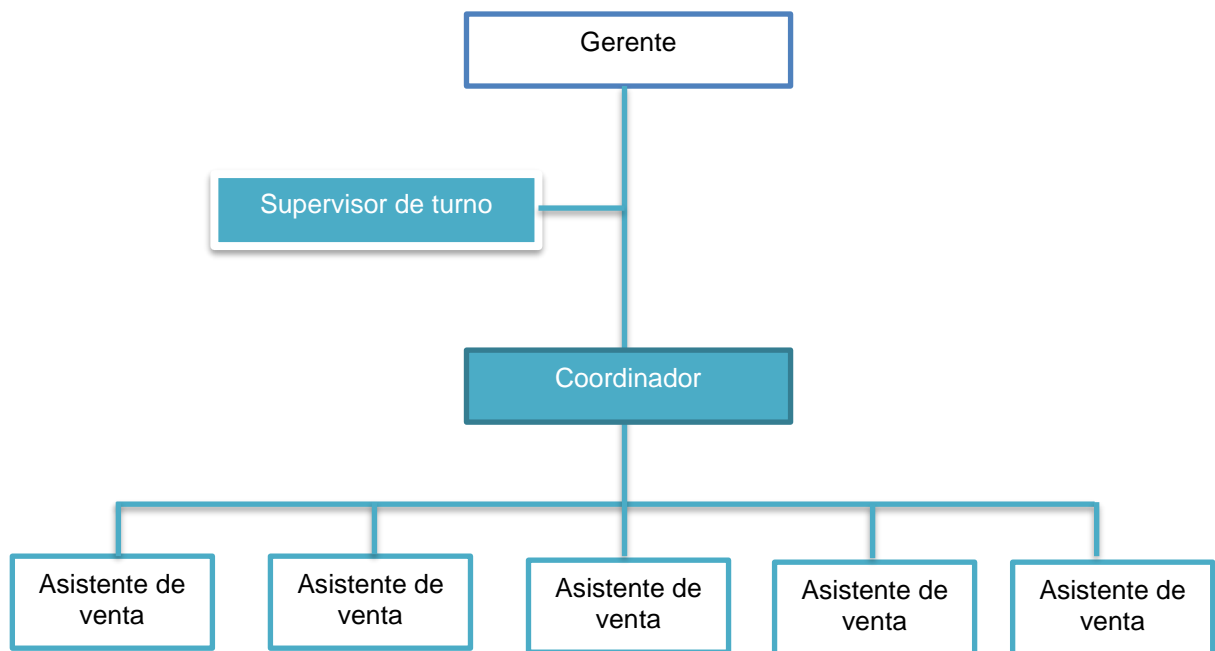 Gerente
Supervisor de turno
Coordinador
Asistente de
venta
Asistente de
venta
Asistente de
venta
Asistente de
venta
Asistente de
venta